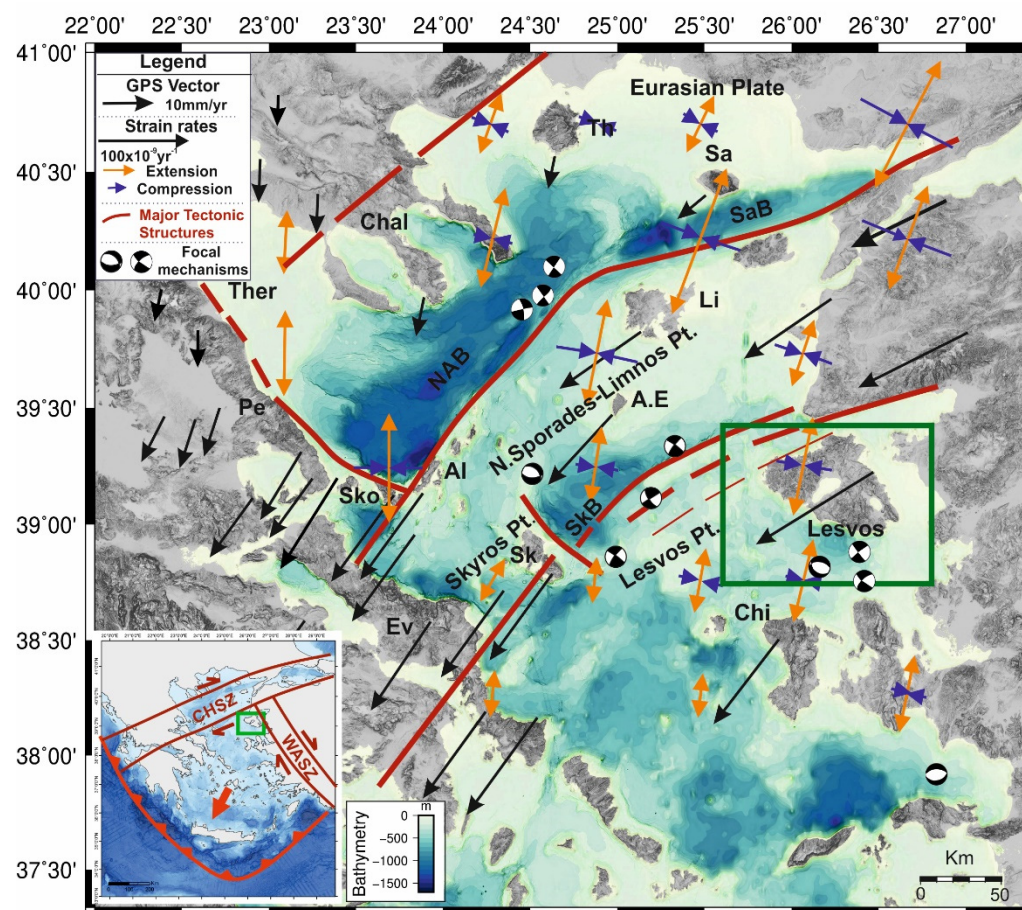 22°00' 22°30' 23°00' 23°30' 24°00' 24°30' 25°00' 25°30' 26°00' 26°30' 27°00'
41°00'
40°30'
40°00'
39°30'
39°00'
38°30'
38°00'
37°30'
Legend
GPS Vector
10mm/yr
Strain rates
100x10⁻⁹yr⁻¹
Extension
Compression
Major Tectonic
Structures
Focal
mechanisms
Eurasian Plate
Th
Sa
SaB
Chal
Ther
Li
NAB
N.Sporades-Limnos Pt.
A.E
Pe
Al
Sko
SkB
Skyros Pt.
Sk
Lesvos Pt.
Lesvos
Chi
Ev
CHSZ
WASZ
Km
Bathymetry
m
0
−500
−1000
−1500
Km
0 50